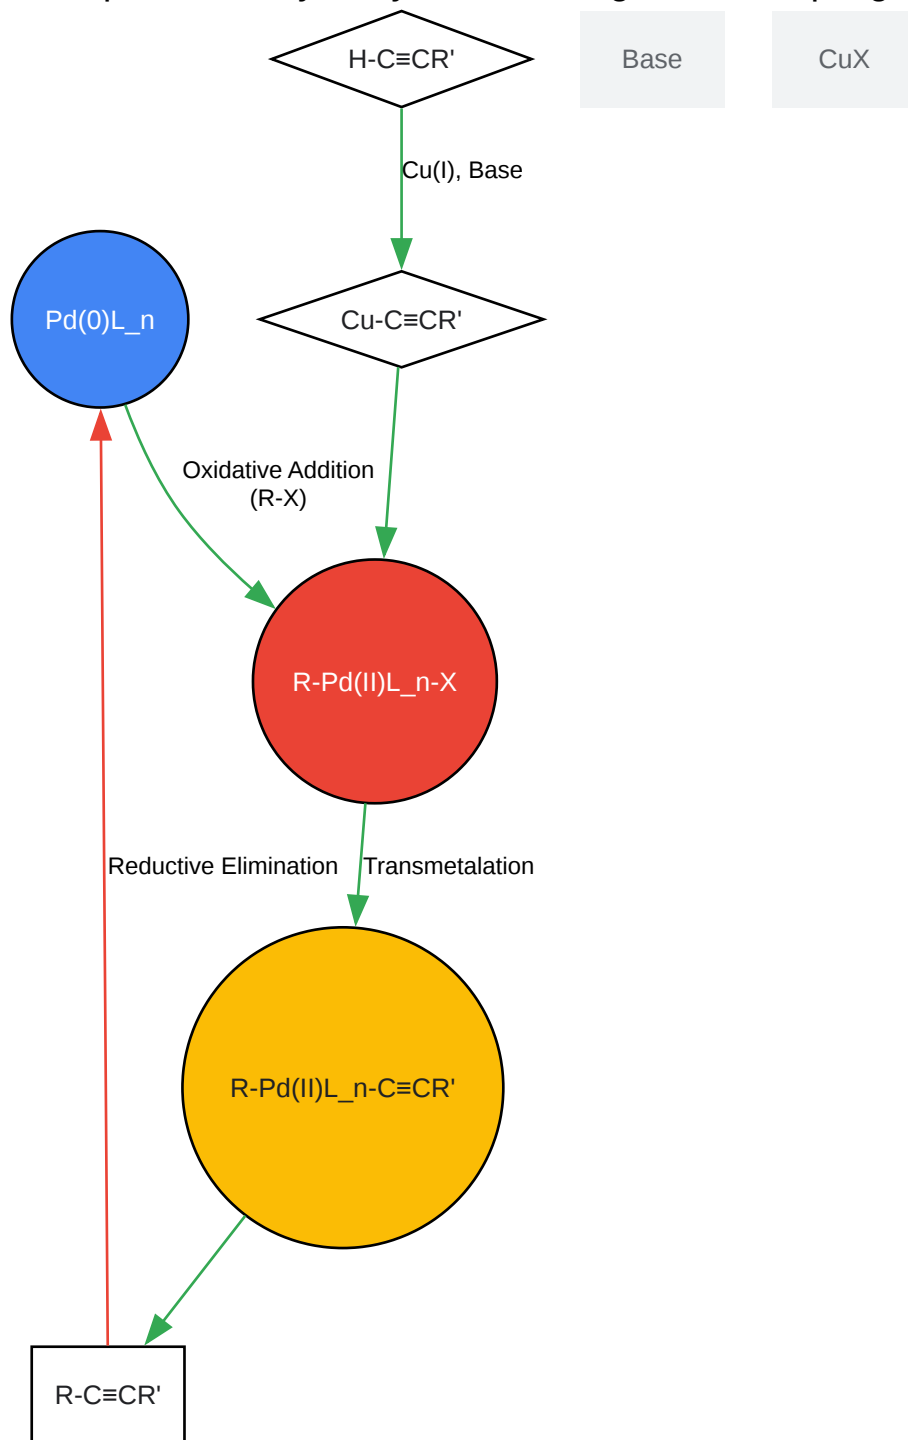 H-C≡CR'
Base
CuX
Cu(I), Base
Pd(0)L_n
Cu-C≡CR'
Oxidative Addition
(R-X)
R-Pd(II)L_n-X
Reductive Elimination
Transmetalation
R-Pd(II)L_n-C≡CR'
R-C≡CR'